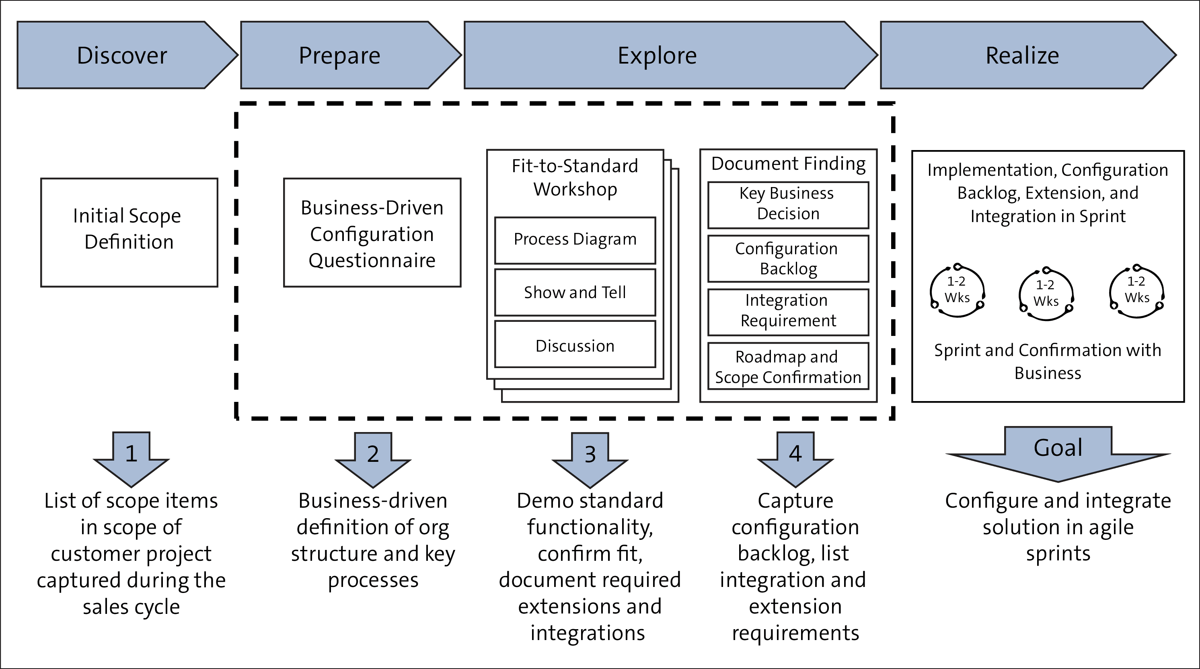 Discover
Prepare
Explore
Realize
Initial Scope
Definition
Business-Driven
Configuration
Questionnaire
Fit-to-Standard
Workshop
Process Diagram
Show and Tell
Discussion
Document Finding
Key Business
Decision
Configuration
Backlog
Integration
Requirement
Roadmap and
Scope Confirmation
Implementation, Configuration
Backlog, Extension, and
Integration in Sprint
1-2
Wks
1-2
Wks
1-2
Wks
Sprint and Confirmation with
Business
1
List of scope items
in scope of
customer project
captured during the
sales cycle
2
Business-driven
definition of org
structure and key
processes
3
Demo standard
functionality,
confirm fit,
document required
extensions and
integrations
4
Capture
configuration
backlog, list
integration and
extension
requirements
Goal
Configure and integrate
solution in agile
sprints